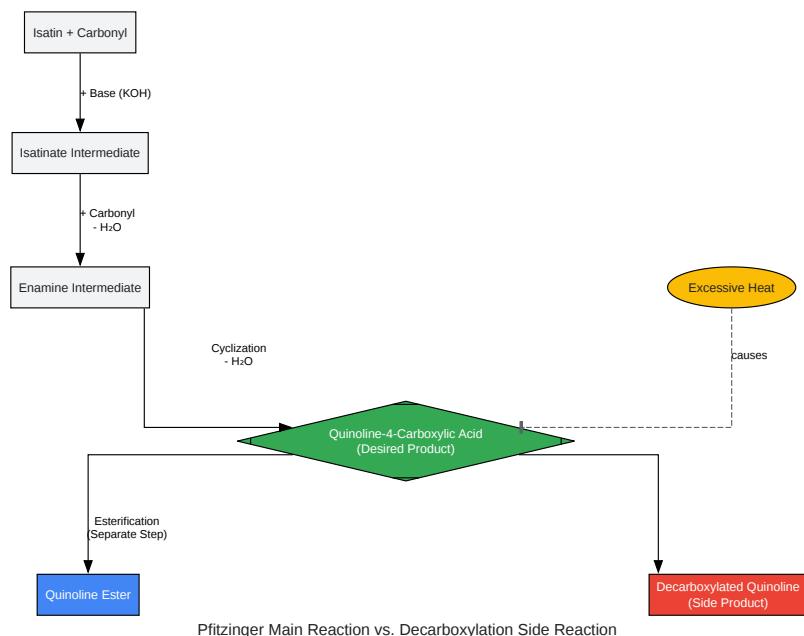 Isatin + Carbonyl
+ Base (KOH)
Isatinate Intermediate
+ Carbonyl
- H₂O
Enamine Intermediate
Excessive Heat
Cyclization
- H₂O
causes
Quinoline-4-Carboxylic Acid
(Desired Product)
Esterification
(Separate Step)
Quinoline Ester
Decarboxylated Quinoline
(Side Product)
Pfitzinger Main Reaction vs. Decarboxylation Side Reaction